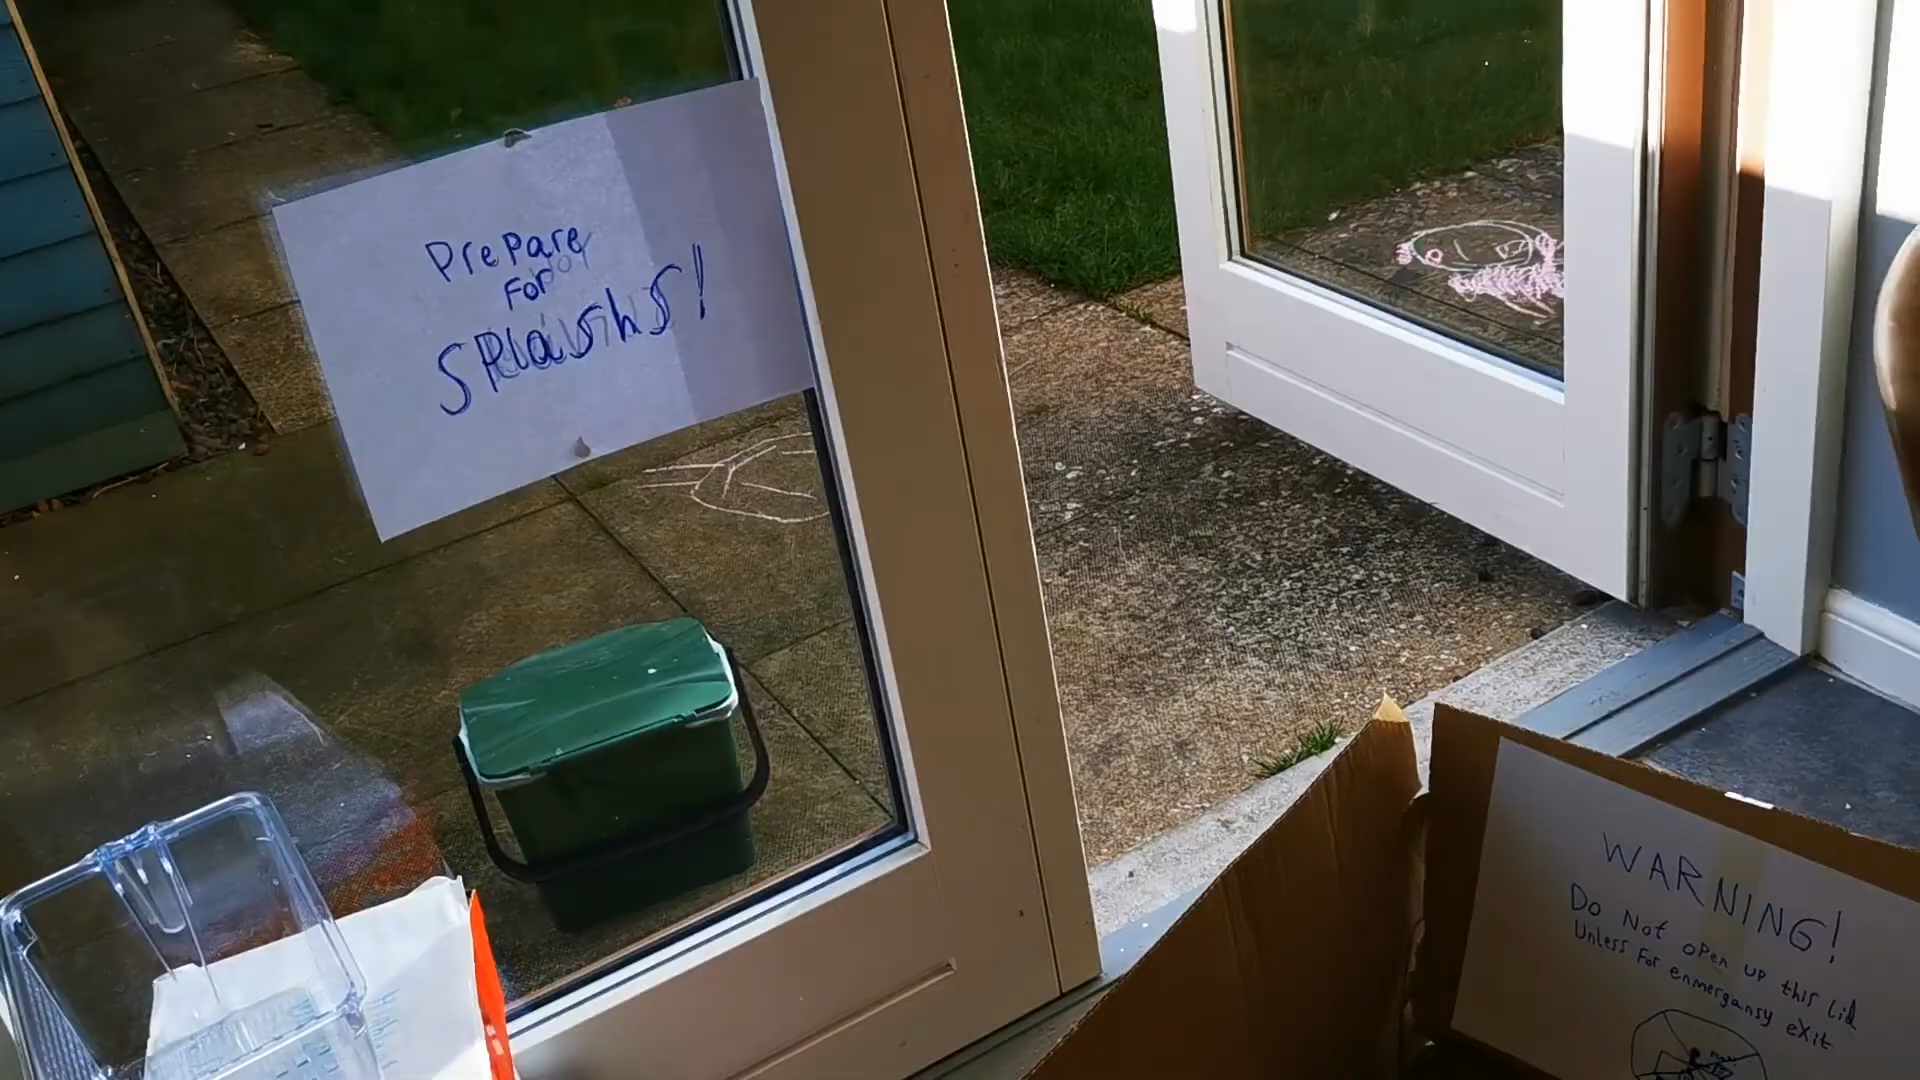 Prepare
For
Splashs!
WARNING!
Do Not open up this lid
Unless For enmergansy exit